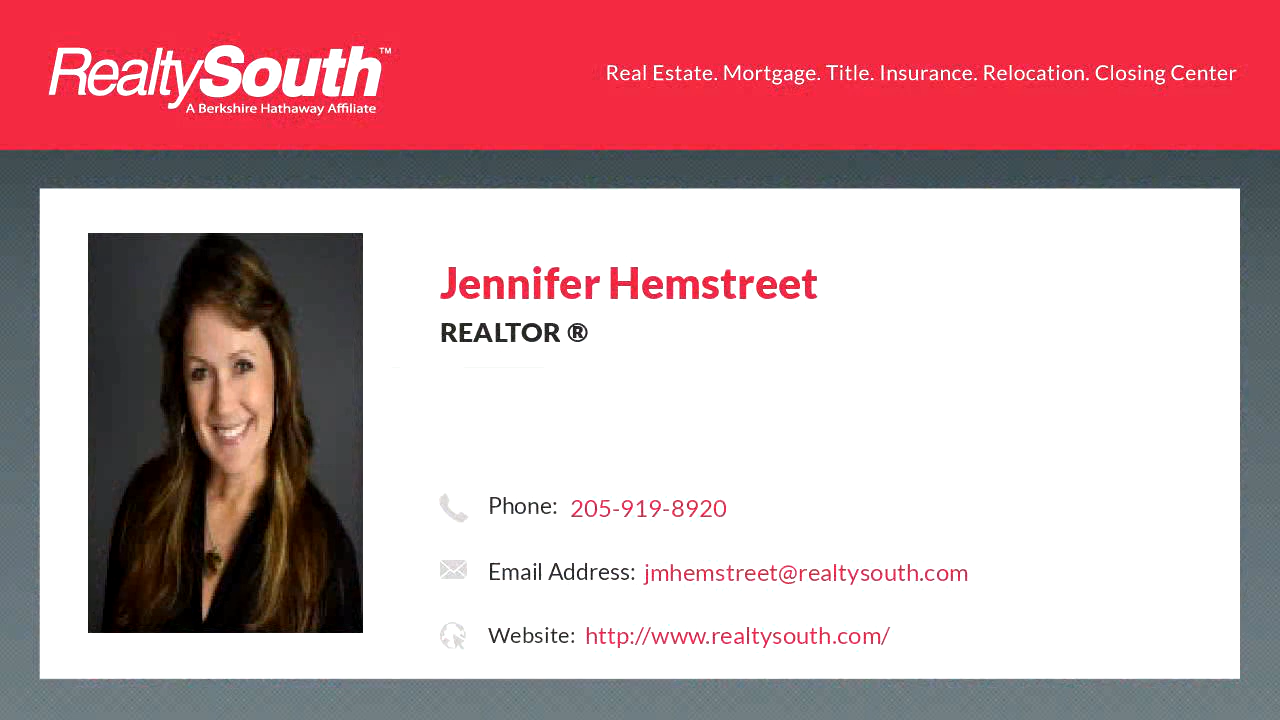 RealtySouth™
A Berkshire Hathaway Affiliate
Real Estate. Mortgage. Title. Insurance. Relocation. Closing Center
Jennifer Hemstreet
REALTOR ®
Phone: 205-919-8920
Email Address: jmhemstreet@realtysouth.com
Website: http://www.realtysouth.com/